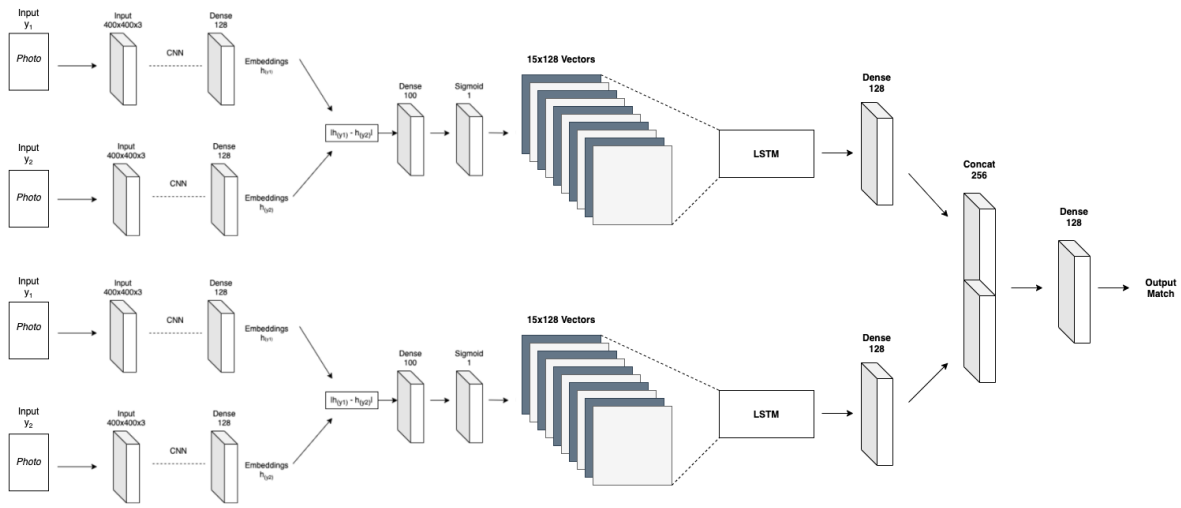 Input
y1
Photo
Input
400x400x3
CNN
Dense
128
Embeddings
h(y1)
Input
y2
Photo
Input
400x400x3
CNN
Dense
128
Embeddings
h(y2)
|h(y1) - h(y2)|
Dense
100
Sigmoid
1
15x128 Vectors
LSTM
Dense
128
Input
y1
Photo
Input
400x400x3
CNN
Dense
128
Embeddings
h(y1)
Input
y2
Photo
Input
400x400x3
CNN
Dense
128
Embeddings
h(y2)
|h(y1) - h(y2)|
Dense
100
Sigmoid
1
15x128 Vectors
LSTM
Dense
128
Concat
256
Dense
128
Output
Match